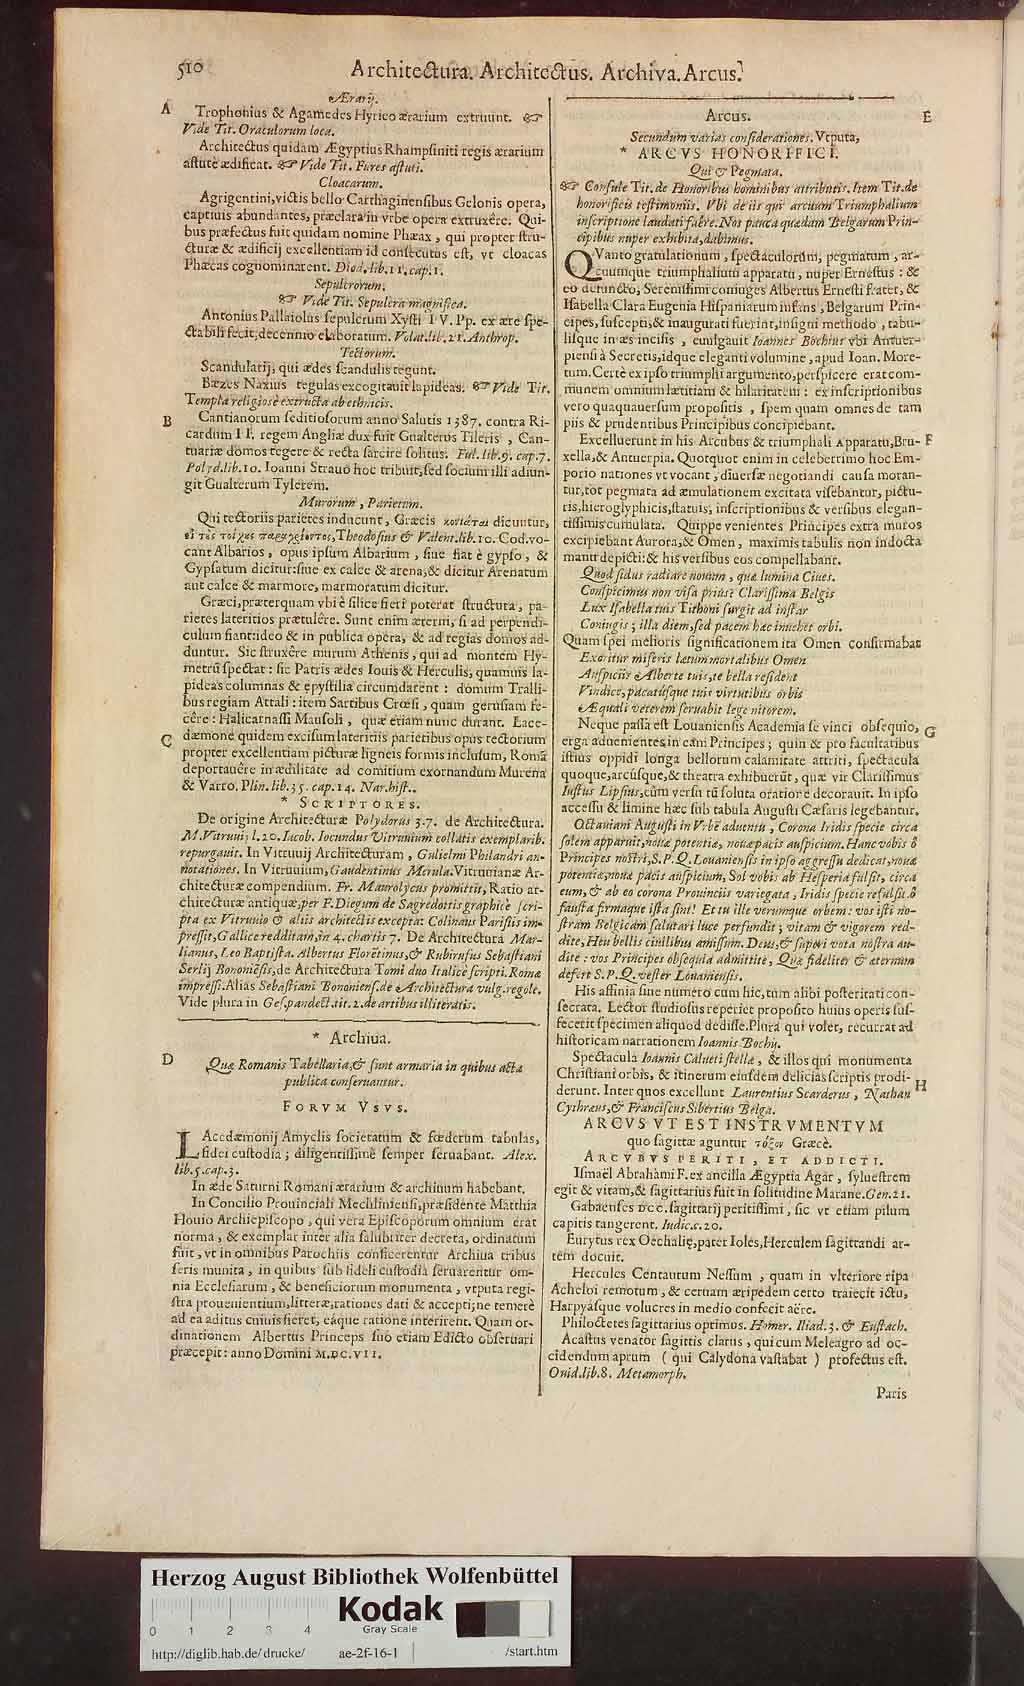 510
Architectura. Architectus. Archiva. Arcus.
Ærarij.
A
Trophonius & Agamedes Hyrieo ærarium extruunt. ☞
Vide Tit. Oraculorum loca.
Architectus quidam Ægyptius Rhampsiniti regis ærarium
astutè ædificat. ☞ Vide Tit. Fures astuti.
Cloacarum.
Agrigentini, victis bello Carthaginensibus Gelonis opera,
captiuis abundantes, præclara in vrbe opera extruxêre. Qui-
bus præfectus fuit quidam nomine Phæax, qui propter stru-
cturæ & ædificij excellentiam id consecutus est, vt cloacas
Phæcas cognominarent. Diod. lib. 11. cap. 1.
Sepulcrorum.
☞ Vide Tit. Sepulcra magnifica.
Antonius Pallaiolus sepulcrum Xysti IV. Pp. ex ære spe-
ctabili fecit, decennio elaboratum. Volat. lib. 21. Anthrop.
Tectorum.
Scandularij, qui ædes scandulis tegunt.
Bæzes Naxius tegulas excogitauit lapideas. ☞ Vide Tit.
Templa religiosè extructa ab ethnicis.
B
Cantianorum seditiosorum anno Salutis 1387. contra Ri-
cardum II. regem Angliæ dux fuit Gualterus Tileris, Can-
tuariæ domos tegere & tecta sarcire solitus. Ful. lib. 9. cap. 7.
Polyd. lib. 10. Ioanni Strauo hoc tribuit, sed socium illi adiun-
git Gualterum Tylerem.
Murorum, Parietum.
Qui tectoriis parietes inducunt, Græcis κονιάται dicuntur,
Theodosius & Valent. lib. 10. Cod. vo-
cant Albarios, opus ipsum Albarium, siue fiat è gypso, &
Gypsatum dicitur: siue ex calce & arena, & dicitur Arenatum
aut calce & marmore, marmoratum dicitur.
Græci, præterquam vbi è silice fieri poterat structura, pa-
rietes lateritios prætulêre. Sunt enim æterni, si ad perpendi-
culum fiant: ideo & in publica opera, & ad regias domos ad-
duntur. Sic struxêre murum Athenis, qui ad montem Hy-
mettū spectat: sic Patris ædes Iouis & Herculis, quamuis la-
pideas columnas & epystilia circumdarent: domum Tralli-
bus regiam Attali: item Sartibus Crœsi, quam gerusiam fe-
cêre: Halicarnassi Mausoli, quæ etiam nunc durant. Lace-
C
dæmone quidem excisum lateritiis parietibus opus tectorium
propter excellentiam picturæ ligneis formis inclusum, Romā
deportauêre in ædilitate ad comitium exornandum Murena
& Varro. Plin. lib. 35. cap. 14. Nar. hist.
* SCRIPTORES.
De origine Architecturæ Polydorus 3. 7. de Architectura.
M. Vitruuij l. 20. Iacob. Iocundus Vitruuium collatis exemplarib.
repurgauit. In Vitruuij Architecturam, Gulielmi Philandri an-
notationes. In Vitruuium, Gaudentinus Merula. Vitruuianæ Ar-
chitecturæ compendium. Fr. Maurolycus promittit, Ratio ar-
chitecturæ antiquæ, per F. Diegum de Sagredottis graphicè scri-
pta ex Vitruuio & aliis architectis excepta: Colinaus Parisiis im-
pressit, Gallice redditam, in 4. chartis 7. De Architectura Mar-
lianus, Leo Baptista. Albertus Florētinus, & Rubirufus Sebastiani
Serlij Bononiēsis, de Architectura Tomi duo Italicè scripti. Roma
impress. Alias Sebastiani Bononiens. de Architectura vulg. regole.
Vide plura in Ges. pandect. tit. 2. de artibus illiteratis.
* Archiua.
D
Quæ Romanis Tabellaria, & sunt armaria in quibus acta
publica conseruantur.
FORVM VSVS.
LAcedæmonij Amyclis societatum & fœderum tabulas,
fidei custodia; diligentissimè semper seruabant. Alex.
lib. 5. cap. 3.
In æde Saturni Romani ærarium & archiuum habebant.
In Concilio Prouinciali Mechliniensi, præsidente Matthia
Houio Archiepiscopo, qui vera Episcoporum omnium erat
norma, & exemplar inter alia salubriter decreta, ordinatum
fuit, vt in omnibus Parochiis conficerentur Archiua tribus
seris munita, in quibus sub fideli custodia seruarentur om-
nia Ecclesiarum, & beneficiorum monumenta, vtputa regi-
stra prouenientium, litteræ, rationes dati & accepti; ne temerè
ad ea aditus cuiuis fieret, eáque ratione interirent. Quam or-
dinationem Albertus Princeps suo etiam Edicto obseruari
præcepit: anno Domini M.DC.VII.
Arcus.
E
Secundum varias considerationes. Vtputa,
* ARCVS HONORIFICI.
Qui & Pegmata.
☞ Consule Tit. de Honoribus hominibus attributis. Item Tit. de
honorificis testimoniis. Vbi de iis qui arcuum Triumphalium
inscriptione laudati fuêre. Nos pauca quædam Belgarum Prin-
cipibus nuper exhibita, dabimus.
QVanto gratulationum, spectaculorum, pegmatum, ar-
cuumque triumphalium apparatu, nuper Ernestus: &
eo defuncto, Serenissimi coniuges Albertus Ernesti frater, &
Isabella Clara Eugenia Hispaniarum infans, Belgarum Prin-
cipes, suscepti, & inaugurati fuerint, insigni methodo, tabu-
lisque in æs incisis, euulgauit Ioannes Bochius vbi Antuer-
piensi à Secretis, idque eleganti volumine, apud Ioan. More-
tum. Certè ex ipso triumphi argumento, perspicere erat com-
munem omnium lætitiam & hilaritatem: ex inscriptionibus
vero quaquauersum propositis, spem quam omnes de tam
piis & prudentibus Principibus concipiebant.
Excelluerunt in his Arcubus & triumphali Apparatu, Bru-
F
xella, & Antuerpia. Quotquot enim in celeberrimo hoc Em-
porio nationes vt vocant, diuersæ negotiandi causa moran-
tur, tot pegmata ad æmulationem excitata visebantur, pictu-
ris, hieroglyphicis, statuis, inscriptionibus & versibus elegan-
tissimis cumulata. Quippe venientes Principes extra muros
excipiebant Aurora, & Omen, maximis tabulis non indocta
manu depicti: & his versibus eos compellabant.
Quod sidus radiare nouum, quæ lumina Ciues.
Conspicimus non visa prius? è Clarissima Belgis
Lux Isabella tuis Tithoni surgit ad instar
Coniugis; illa diem, sed pacem hæc inuehet orbi.
Quam spei melioris significationem ita Omen confirmabat
Exoritur miseris lætum mortalibus Omen
Auspiciis Alberte tuis, te bella resident
Vindice, pacatusque tuis virtutibus orbis
Æquali veterem seruabit lege nitorem.
Neque passa est Louaniensis Academia se vinci obsequio,
G
erga aduenientes in eam Principes; quin & pro facultatibus
istius oppidi longa bellorum calamitate attriti, spectacula
quoque, arcúsque, & theatra exhibuerūt, quæ vir Clarissimus
Iustus Lipsius, cùm versu tū soluta oratione decorauit. In ipso
accessu & limine hæc sub tabula Augusti Cæsaris legebantur.
Octauiani Augusti in Vrbē aduentu, Corona Iridis specie circa
solem apparuit, nouæ potentiæ, nouæ pacis auspicium. Hanc vobis ô
Principes nostri, S. P. Q. Louaniensis in ipso aggressu dedicat, nouæ
potentiæ, nouæ pacis auspicium, Sol vobis ab Hesperia fulsit, circa
eum, & ab eo corona Prouinciis variegata, Iridis specie refulsit. ô
fausta firmaque ista sint! Et tu ille verumque orbem: vos isti no-
stram Belgicam salutari luce perfundit; vitam & vigorem red-
dite, Heu bellis ciuilibus amissum. Deus, & superi vota nostra au-
dite: vos Principes obsequia admittite, Quæ fideliter & æternum
defert S. P. Q. vester Louaniensis.
His affinia siue numero cum hic, tum alibi posteritati con-
secrata. Lector studiosus reperiet proposito huius operis suf-
fecerit specimen aliquod dedisse. Plura qui volet, recurrat ad
historicam narrationem Ioannis Bochij.
Spectacula Ioannis Calueti stellæ, & illos qui monumenta
Christiani orbis, & itinerum eiusdem delicias scriptis prodi-
H
derunt. Inter quos excellunt Laurentius Scarderus, Nathan
Cythraus, & Franciscus Sibertius Belga.
ARCVS VT EST INSTRVMENTVM
quo sagittæ aguntur τόξον Græcè.
ARCVBVS PERITI, ET ADDICTI.
Ismaël Abrahami F. ex ancilla Ægyptia Agar, syluestrem
egit & vitam, & sagittarius fuit in solitudine Marane. Gen. 21.
Gabaenses DCC. sagittarij peritissimi, sic vt etiam pilum
capitis tangerent. Iudic. c. 20.
Eurytus rex Oechalię, pater Ioles, Herculem sagittandi ar-
tem docuit.
Hercules Centaurum Nessum, quam in vlteriore ripa
Acheloi remotum, & ceruam æripedem certo traiecit ictu,
Harpyásque volucres in medio confecit aëre.
Philoctetes sagittarius optimus. Homer. Iliad. 3. & Eustach.
Acastus venator sagittis clarus, qui cum Meleagro ad oc-
cidendum aprum (qui Calydona vastabat) profectus est.
Ouid. lib. 8. Metamorph.
Paris
Herzog August Bibliothek Wolfenbüttel
Kodak
Gray Scale
0 1 2 3 4
http://diglib.hab.de/drucke/ ae-2f-16-1 /start.htm